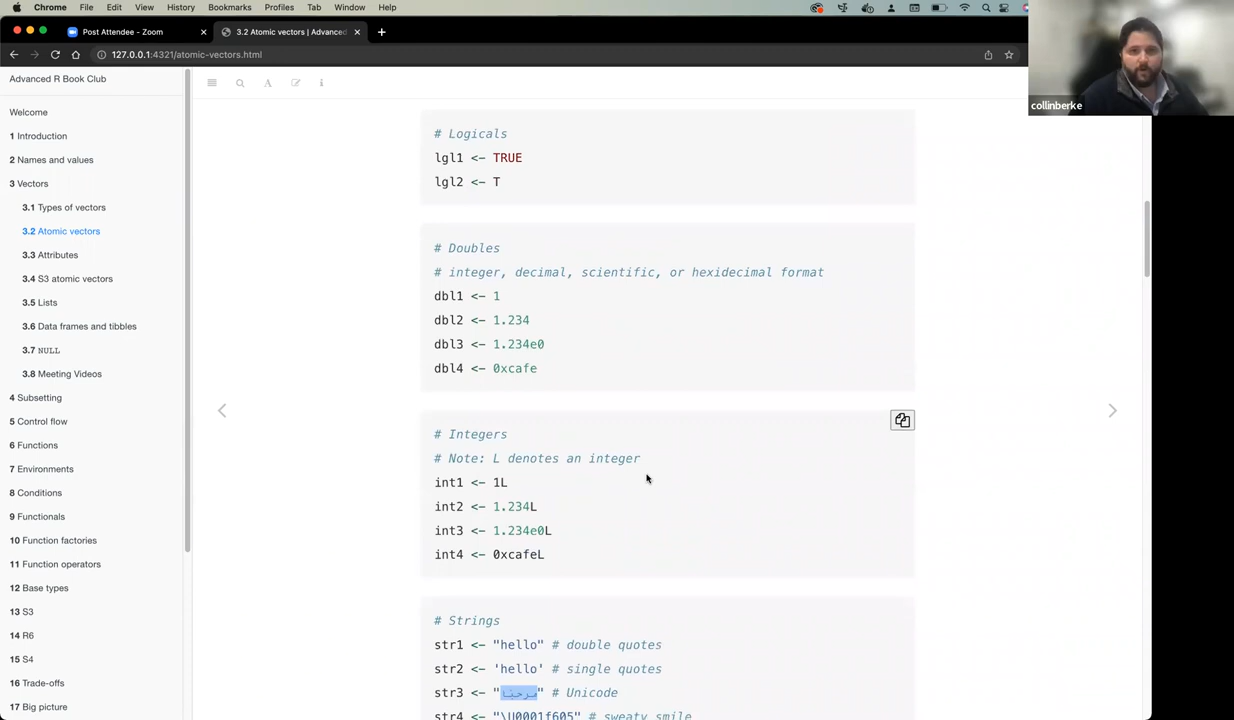 Chrome File Edit View History Bookmarks Profiles Tab Window Help
Post Attendee - Zoom
3.2 Atomic vectors | Advanced
127.0.0.1:4321/atomic-vectors.html
collinberke
Advanced R Book Club
Welcome
1 Introduction
2 Names and values
3 Vectors
3.1 Types of vectors
3.2 Atomic vectors
3.3 Attributes
3.4 S3 atomic vectors
3.5 Lists
3.6 Data frames and tibbles
3.7 NULL
3.8 Meeting Videos
4 Subsetting
5 Control flow
6 Functions
7 Environments
8 Conditions
9 Functionals
10 Function factories
11 Function operators
12 Base types
13 S3
14 R6
15 S4
16 Trade-offs
17 Big picture
# Logicals
lgl1 <- TRUE
lgl2 <- T
# Doubles
# integer, decimal, scientific, or hexidecimal format
dbl1 <- 1
dbl2 <- 1.234
dbl3 <- 1.234e0
dbl4 <- 0xcafe
# Integers
# Note: L denotes an integer
int1 <- 1L
int2 <- 1.234L
int3 <- 1.234e0L
int4 <- 0xcafeL
# Strings
str1 <- "hello" # double quotes
str2 <- 'hello' # single quotes
str3 <- "مرحبًا" # Unicode
str4 <- "\U0001f605" # sweaty smile